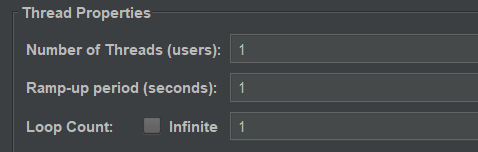 Thread Properties
Number of Threads (users): 1
Ramp-up period (seconds): 1
Loop Count: Infinite 1